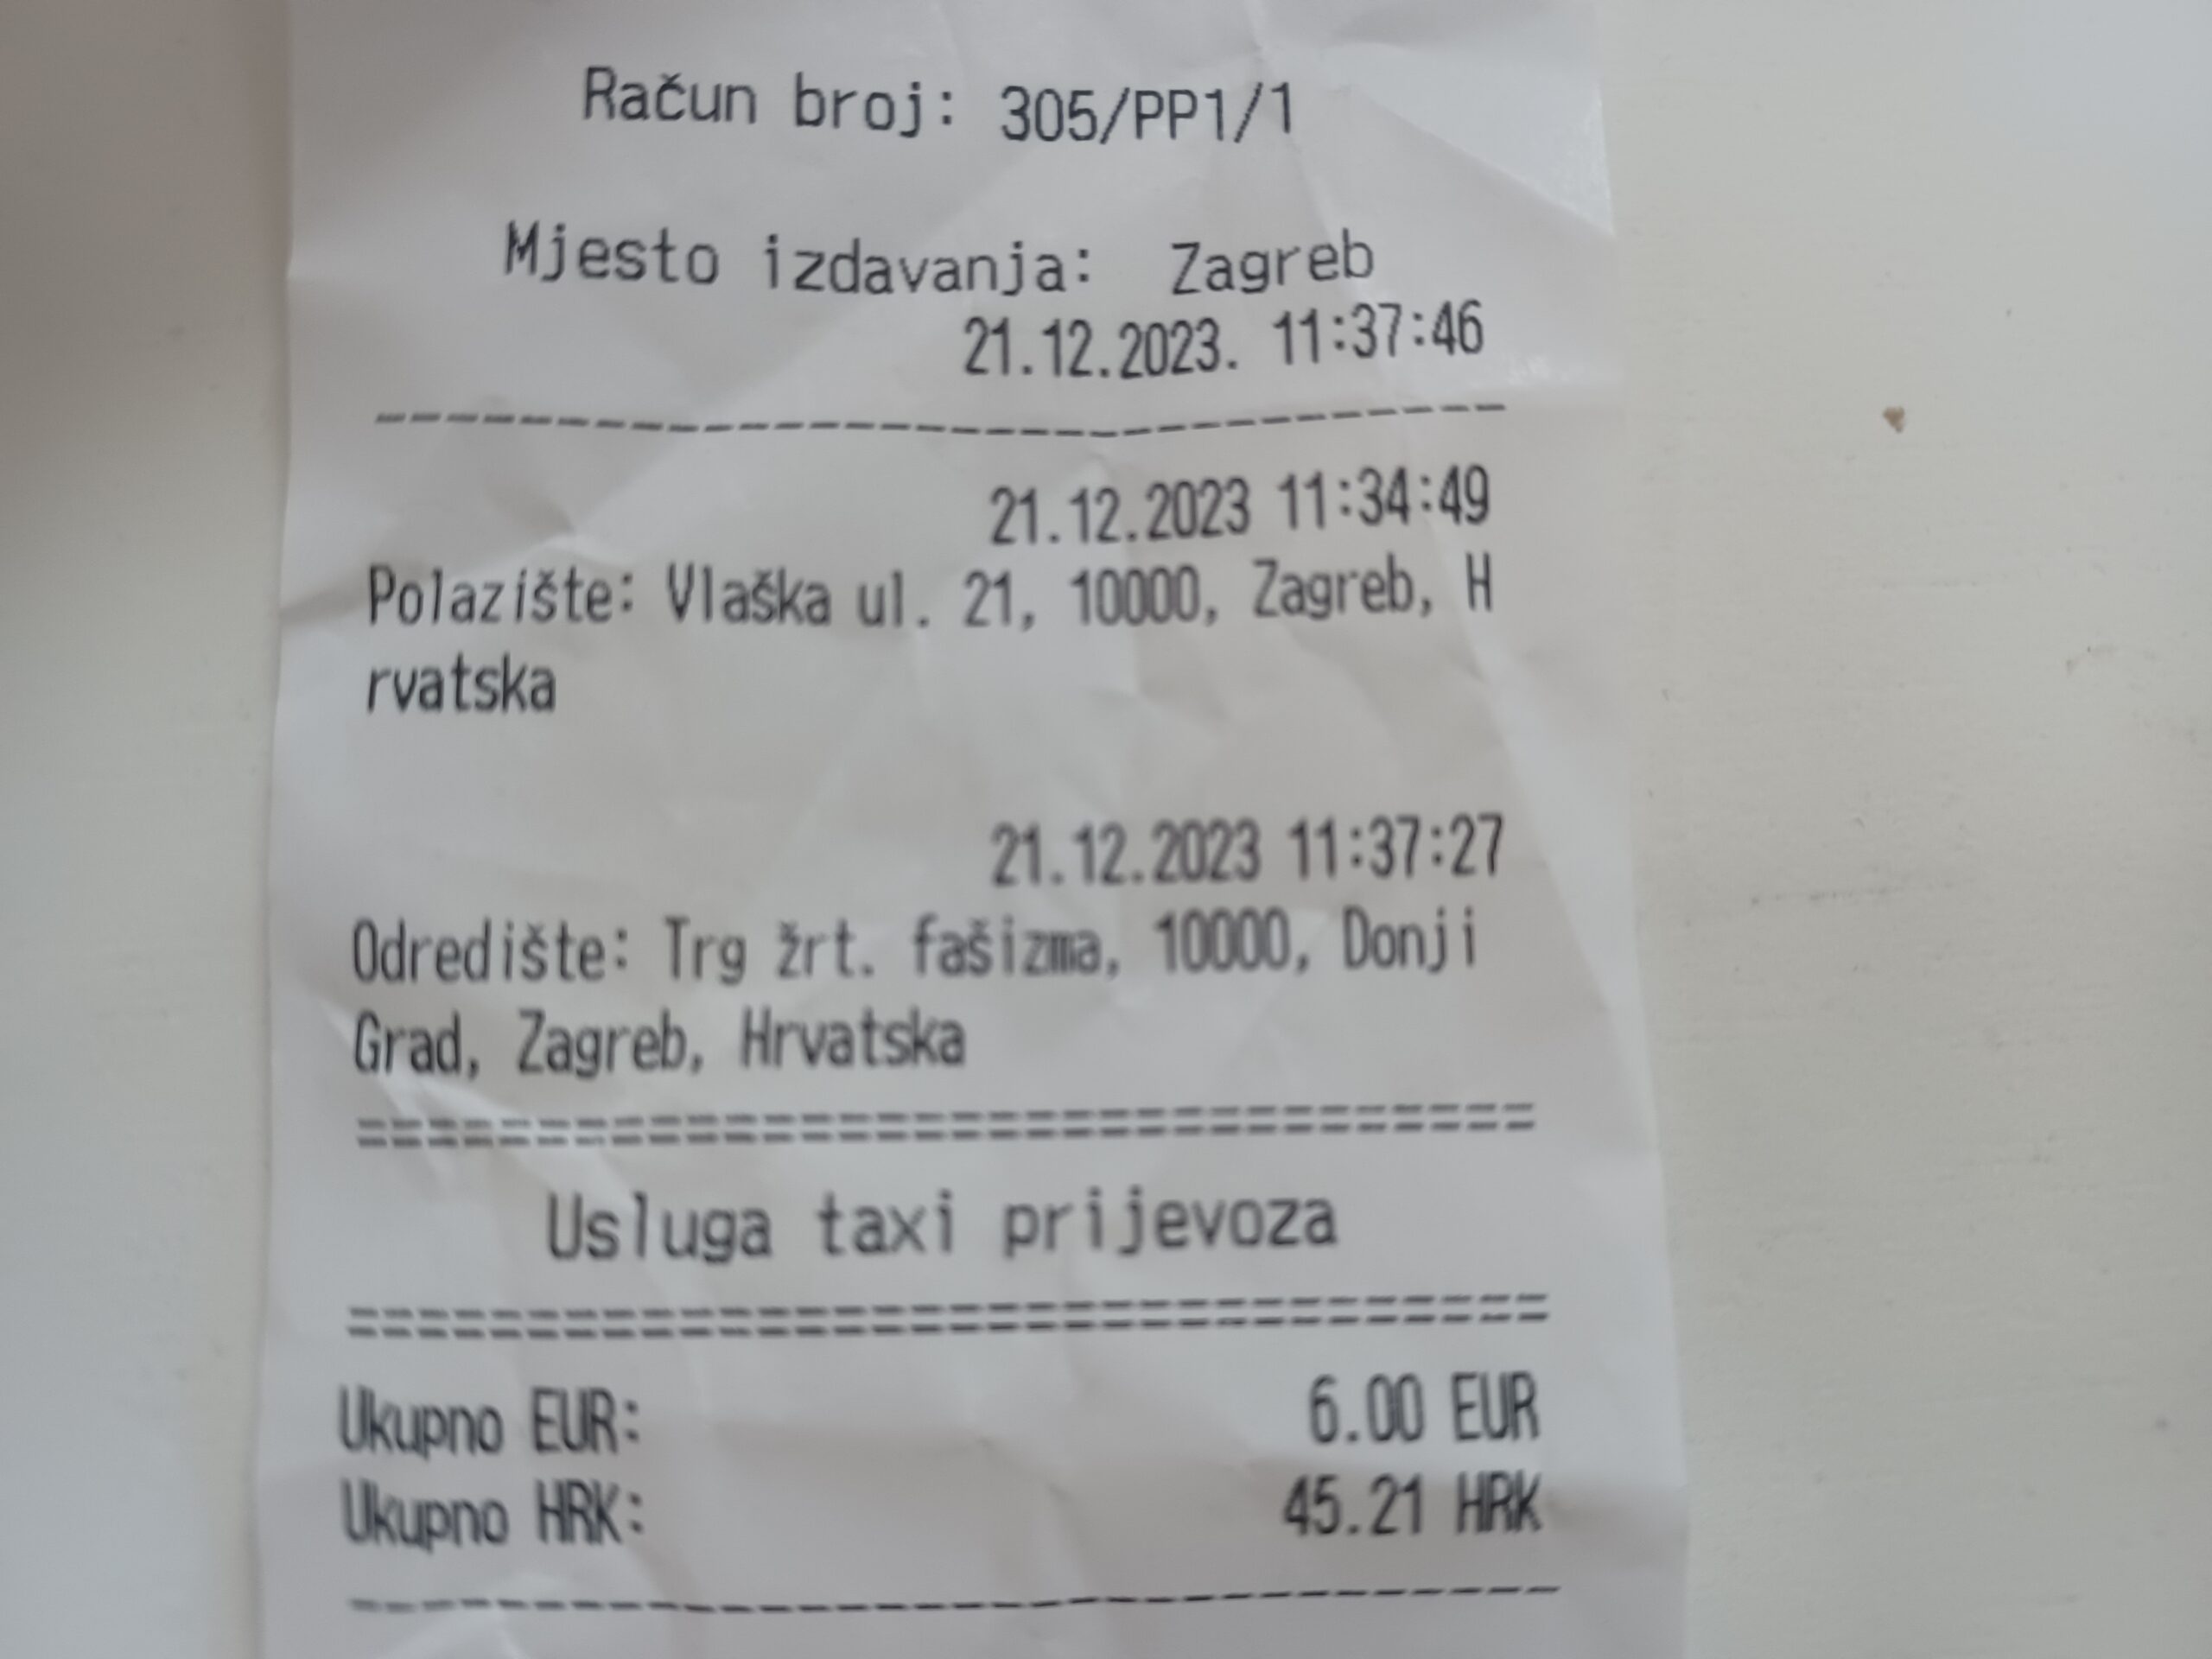 Račun broj: 305/PP1/1
Mjesto izdavanja: Zagreb
21.12.2023. 11:37:46
21.12.2023 11:34:49
Polazište: Vlaška ul. 21, 10000, Zagreb, H
rvatska
21.12.2023 11:37:27
Odredište: Trg žrt. fašizma, 10000, Donji
Grad, Zagreb, Hrvatska
Usluga taxi prijevoza
Ukupno EUR: 6.00 EUR
Ukupno HRK: 45.21 HRK